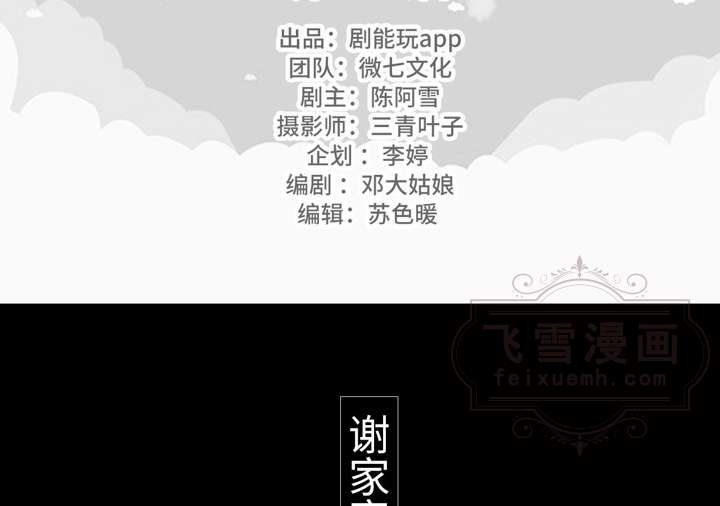 出品：剧能玩app
团队：微七文化
剧主：陈阿雪
摄影师：三青叶子
企划：李婷
编剧：邓大姑娘
编辑：苏色暖
飞雪漫画
feixuemh.com
谢家